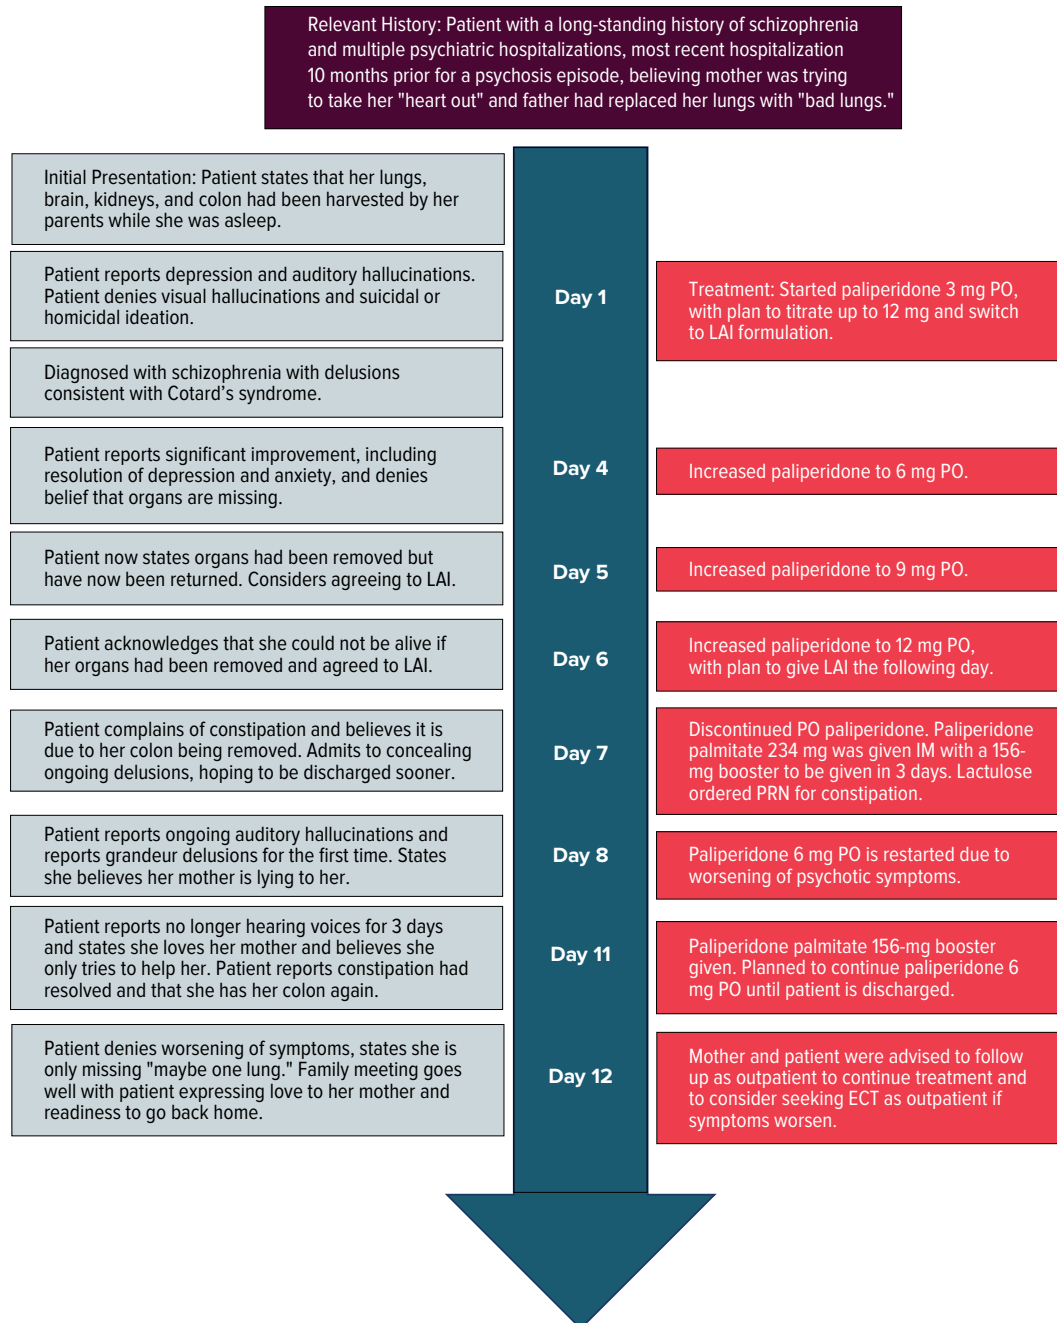 Relevant History: Patient with a long-standing history of schizophrenia
and multiple psychiatric hospitalizations, most recent hospitalization
10 months prior for a psychosis episode, believing mother was trying
to take her "heart out" and father had replaced her lungs with "bad lungs."
Initial Presentation: Patient states that her lungs,
brain, kidneys, and colon had been harvested by her
parents while she was asleep.
Patient reports depression and auditory hallucinations.
Patient denies visual hallucinations and suicidal or
homicidal ideation.
Diagnosed with schizophrenia with delusions
consistent with Cotard’s syndrome.
Day 1
Treatment: Started paliperidone 3 mg PO,
with plan to titrate up to 12 mg and switch
to LAI formulation.
Patient reports significant improvement, including
resolution of depression and anxiety, and denies
belief that organs are missing.
Day 4
Increased paliperidone to 6 mg PO.
Patient now states organs had been removed but
have now been returned. Considers agreeing to LAI.
Day 5
Increased paliperidone to 9 mg PO.
Patient acknowledges that she could not be alive if
her organs had been removed and agreed to LAI.
Day 6
Increased paliperidone to 12 mg PO,
with plan to give LAI the following day.
Patient complains of constipation and believes it is
due to her colon being removed. Admits to concealing
ongoing delusions, hoping to be discharged sooner.
Day 7
Discontinued PO paliperidone. Paliperidone
palmitate 234 mg was given IM with a 156-
mg booster to be given in 3 days. Lactulose
ordered PRN for constipation.
Patient reports ongoing auditory hallucinations and
reports grandeur delusions for the first time. States
she believes her mother is lying to her.
Day 8
Paliperidone 6 mg PO is restarted due to
worsening of psychotic symptoms.
Patient reports no longer hearing voices for 3 days
and states she loves her mother and believes she
only tries to help her. Patient reports constipation had
resolved and that she has her colon again.
Day 11
Paliperidone palmitate 156-mg booster
given. Planned to continue paliperidone 6
mg PO until patient is discharged.
Patient denies worsening of symptoms, states she is
only missing "maybe one lung." Family meeting goes
well with patient expressing love to her mother and
readiness to go back home.
Day 12
Mother and patient were advised to follow
up as outpatient to continue treatment and
to consider seeking ECT as outpatient if
symptoms worsen.